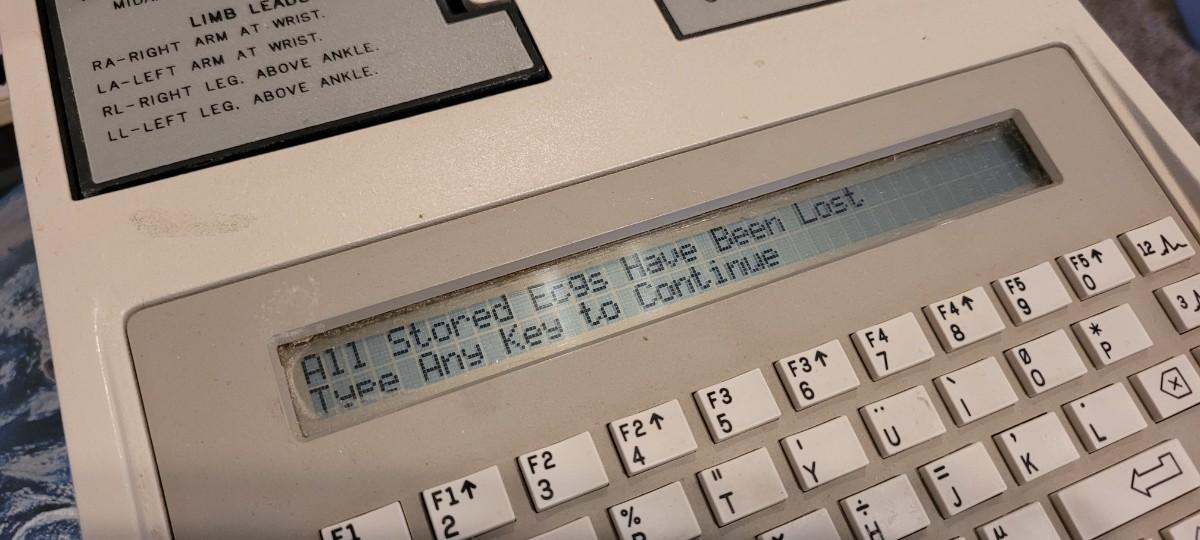 LIMB LEADS
RA-RIGHT ARM AT WRIST.
LA-LEFT ARM AT WRIST.
RL-RIGHT LEG. ABOVE ANKLE.
LL-LEFT LEG. ABOVE ANKLE.
All Stored Ecgs Have Been Lost
Type Any Key to Continue
F1
F1↑ 2
F2 3
F2↑ 4
F3 5
F3↑ 6
F4 7
F4↑ 8
F5 9
F5↑ 0
12
%
" T
' Y
Ü
` I
Ø O
* P
3
÷ H
= J
, K
. L
µ